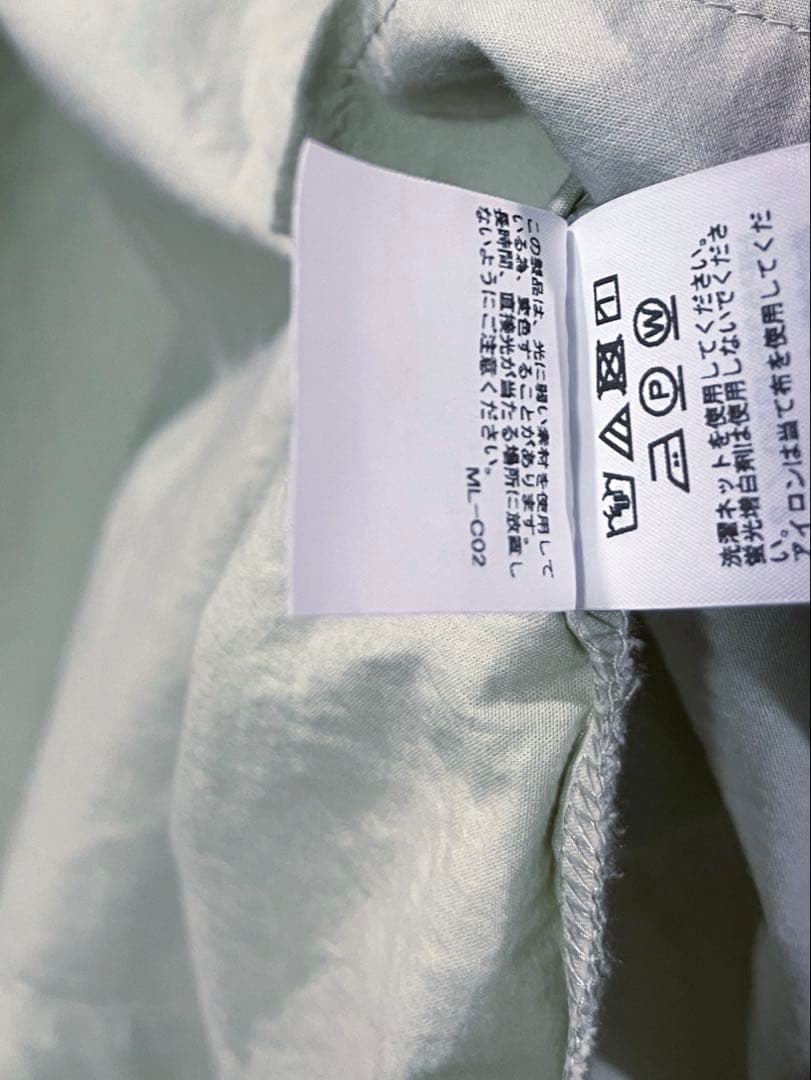 洗濯ネットを使用してください。
蛍光増白剤は使用しないでくださ
い。
アイロンは当て布を使用してくだ
P W
この製品は、光に弱い素材を使用して
いる為、変色することがあります。
長時間、直接光が当たる場所に放置し
ないようにご注意ください。
ML-C02